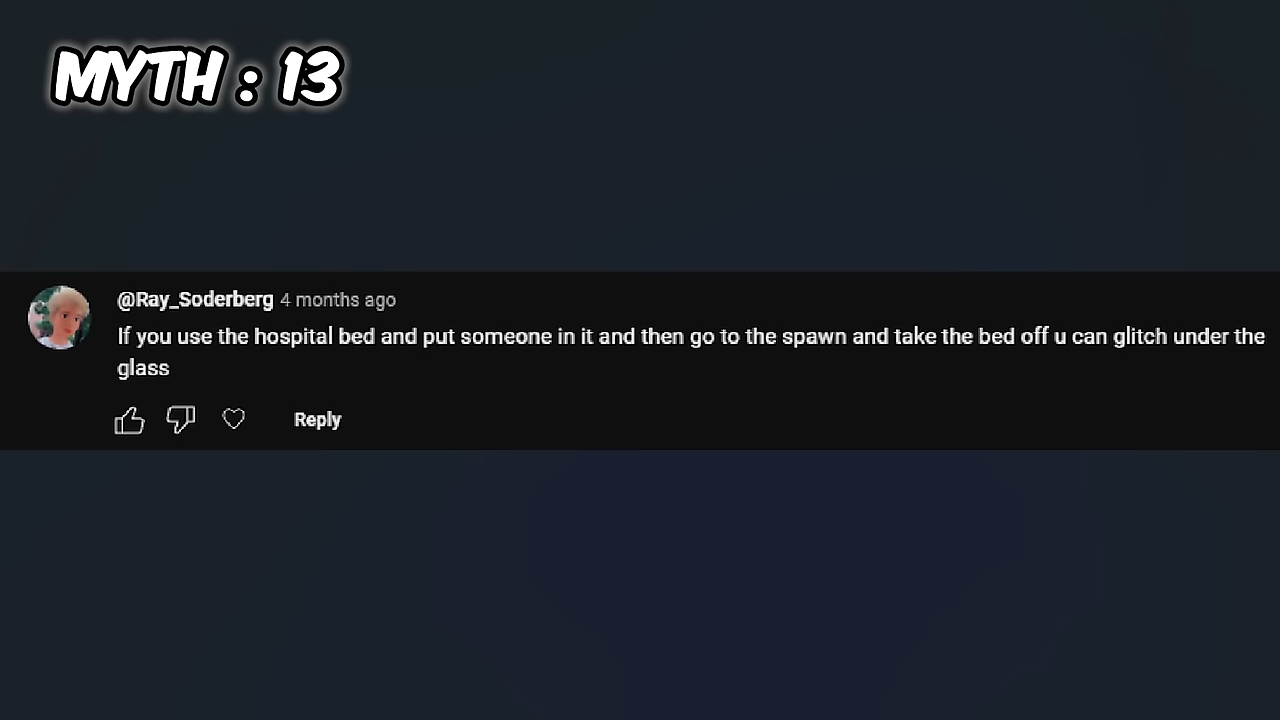 MYTH : 13
@Ray_Soderberg 4 months ago
If you use the hospital bed and put someone in it and then go to the spawn and take the bed off u can glitch under the
glass
Reply